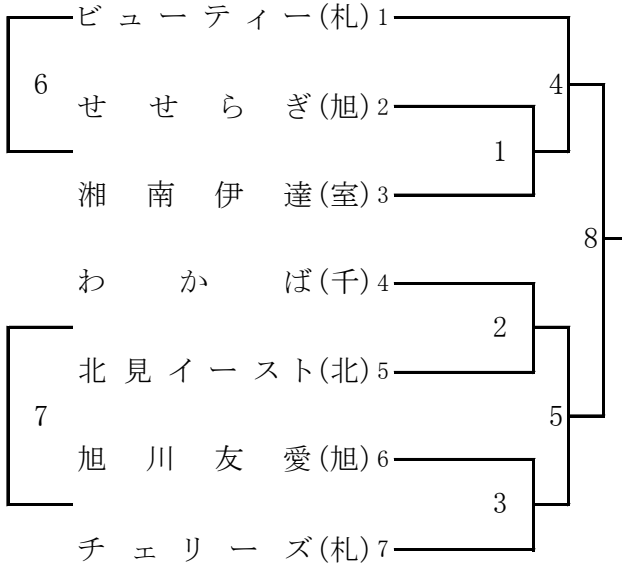 ビューティー(札) 1
6
4
せせらぎ(旭) 2
1
湘南伊達(室) 3
8
わかば(千) 4
2
北見イースト(北) 5
7
5
旭川友愛(旭) 6
3
チェリーズ(札) 7